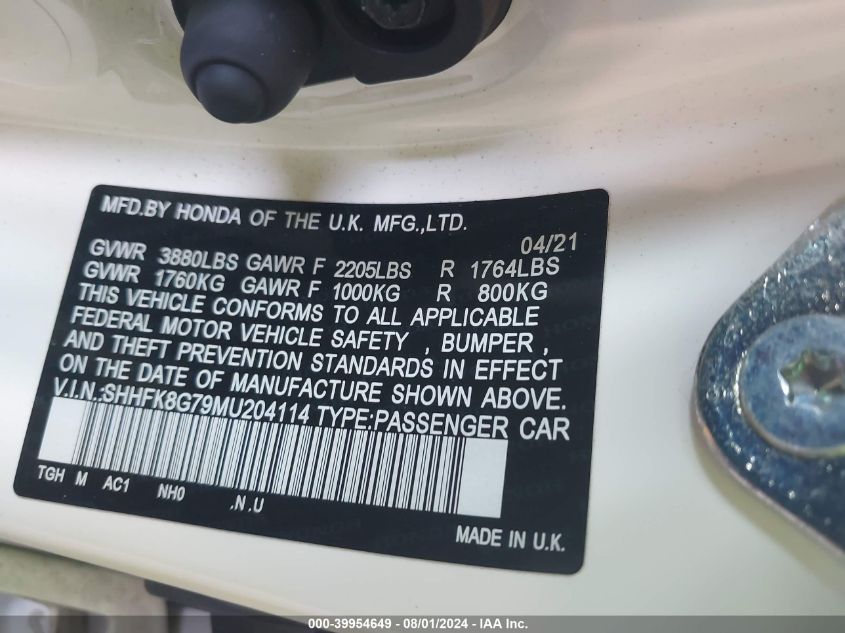 MFD.BY HONDA OF THE U.K. MFG.,LTD.
04/21
GVWR 3880LBS GAWR F 2205LBS R 1764LBS
GVWR 1760KG GAWR F 1000KG R 800KG
THIS VEHICLE CONFORMS TO ALL APPLICABLE
FEDERAL MOTOR VEHICLE SAFETY , BUMPER ,
AND THEFT PREVENTION STANDARDS IN EFFECT
ON THE DATE OF MANUFACTURE SHOWN ABOVE.
V.I.N.:SHHFK8G79MU204114 TYPE:PASSENGER CAR
TGH M AC1 NH0 .N .U
MADE IN U.K.
000-39954649 - 08/01/2024 - IAA Inc.